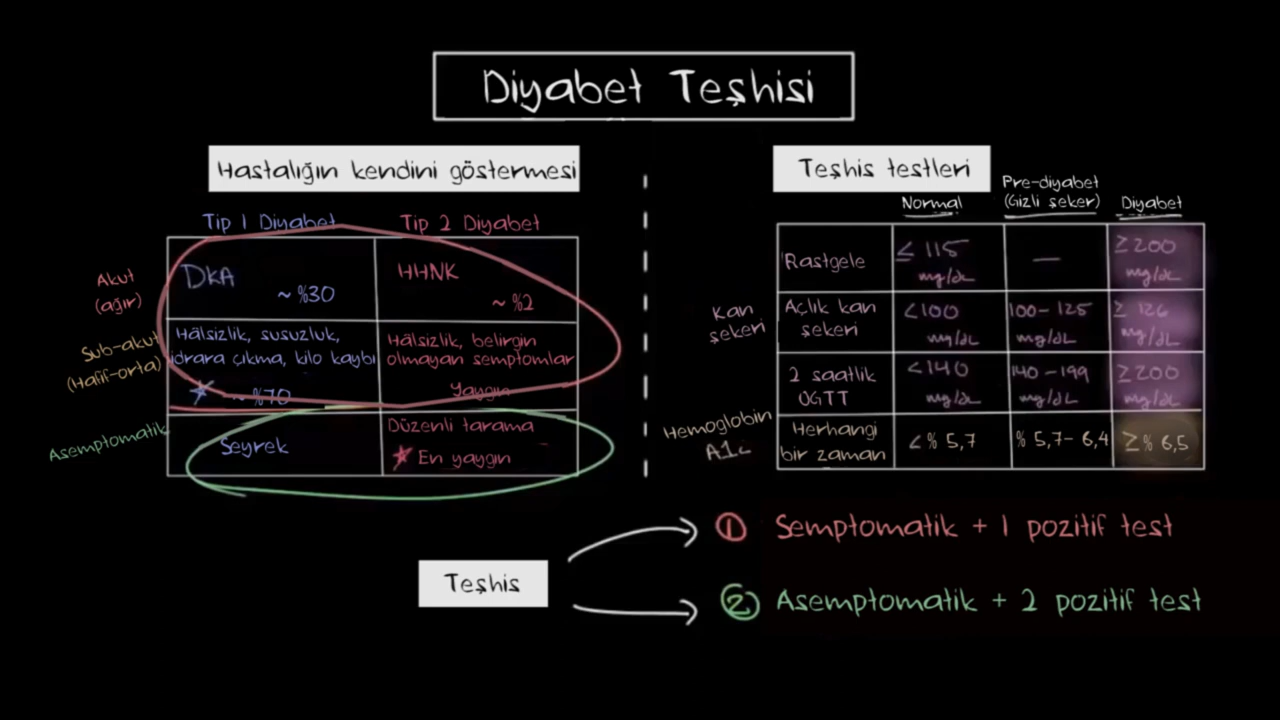 Diyabet Teşhisi
Hastalığın kendini göstermesi
Tip 1 Diyabet
Tip 2 Diyabet
Akut
(ağır)
DKA
~ %30
HHNK
~ %2
Sub-akut
(Hafif-orta)
Hâlsizlik, susuzluk,
idrara çıkma, kilo kaybı
~ %70
Hâlsizlik, belirgin
olmayan semptomlar
Yaygın
Asemptomatik
Seyrek
Düzenli tarama
En yaygın
Teşhis testleri
Normal
Pre-diyabet
(Gizli şeker)
Diyabet
Kan
şekeri
Rastgele
≤ 115
mg/dL
—
≥ 200
mg/dL
Açlık kan
şekeri
<100
mg/dL
100-125
mg/dL
≥ 126
mg/dL
2 saatlik
OGTT
<140
mg/dL
140-199
mg/dL
≥200
mg/dL
Hemoglobin
A1c
Herhangi
bir zaman
<% 5,7
% 5,7- 6,4
≥% 6,5
Teşhis
1 Semptomatik + 1 pozitif test
2 Asemptomatik + 2 pozitif test